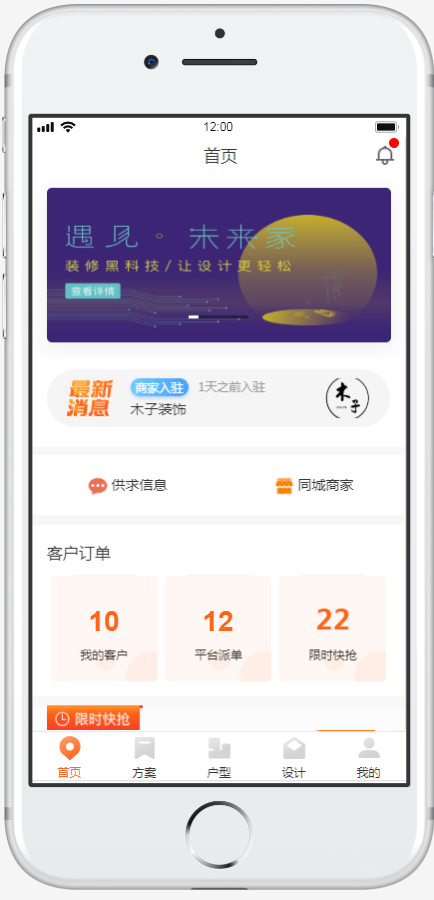 12:00
首页
遇见·未来家
装修黑科技/让设计更轻松
查看详情
最新
消息
商家入驻 1天之前入驻
木子装饰
木
子
供求信息 同城商家
客户订单
10 12 22
我的客户 平台派单 限时快抢
限时快抢
首页 方案 户型 设计 我的